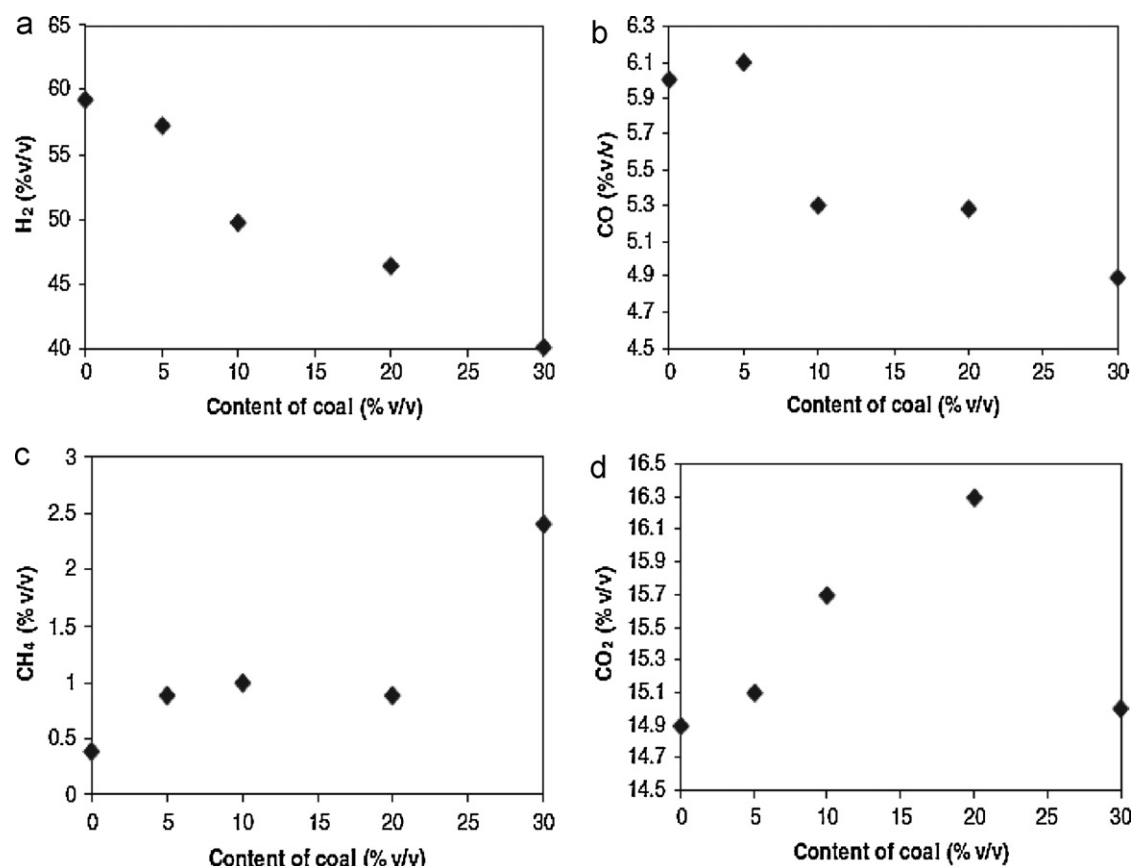 a
65
60
55
50
45
40
H₂ (%v/v)
0 5 10 15 20 25 30
Content of coal (% v/v)
b
6.3
6.1
5.9
5.7
5.5
5.3
5.1
4.9
4.7
4.5
CO (%v/v)
0 5 10 15 20 25 30
Content of coal (% v/v)
c
3
2.5
2
1.5
1
0.5
0
CH₄ (% v/v)
0 5 10 15 20 25 30
Content of coal (% v/v)
d
16.5
16.3
16.1
15.9
15.7
15.5
15.3
15.1
14.9
14.7
14.5
CO₂ (% v/v)
0 5 10 15 20 25 30
Content of coal (% v/v)